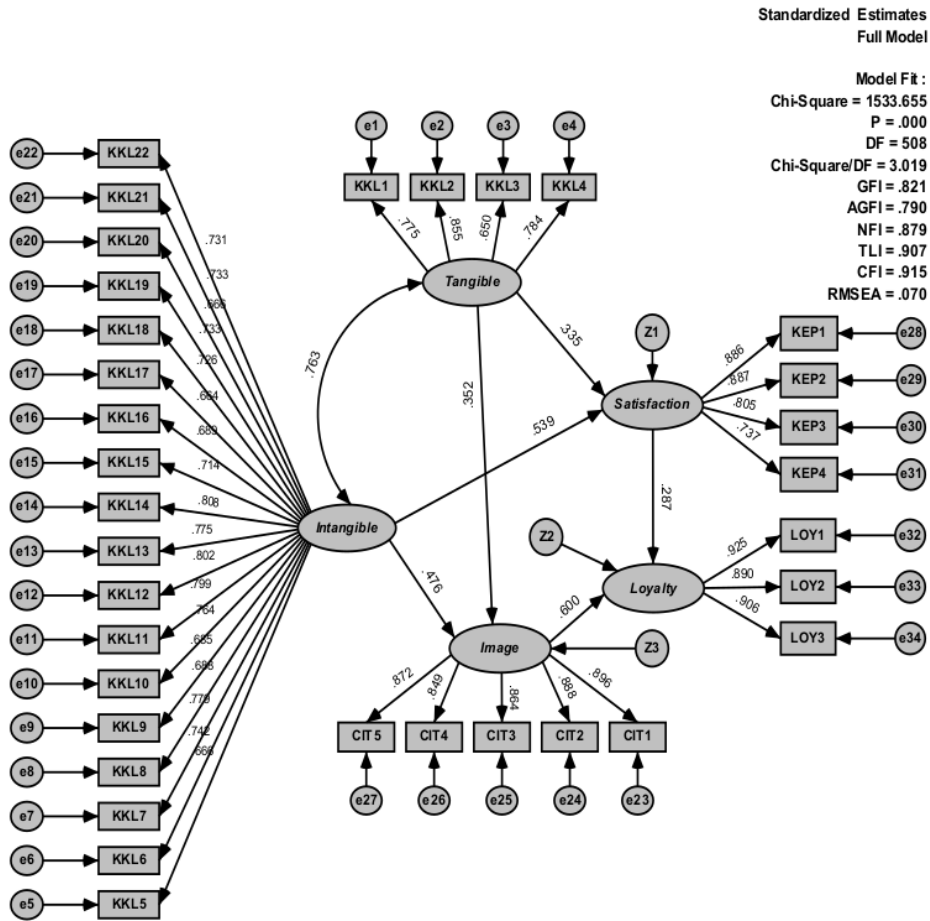 Standardized Estimates
Full Model
Model Fit :
Chi-Square = 1533.655
P = .000
DF = 508
Chi-Square/DF = 3.019
GFI = .821
AGFI = .790
NFI = .879
TLI = .907
CFI = .915
RMSEA = .070
e1 e2 e3 e4
KKL1 KKL2 KKL3 KKL4
.775 .855 .650 .784
Tangible
e22 KKL22
e21 KKL21
e20 KKL20
e19 KKL19
e18 KKL18
e17 KKL17
e16 KKL16
e15 KKL15
e14 KKL14
e13 KKL13
e12 KKL12
e11 KKL11
e10 KKL10
e9 KKL9
e8 KKL8
e7 KKL7
e6 KKL6
e5 KKL5
.731
.733
.666
.733
.726
.664
.689
.714
.808
.775
.802
.799
.764
.685
.688
.742
.666
Intangible
.763
.335
.352
.539
.476
Z1
Satisfaction
.886 KEP1 e28
.887 KEP2 e29
.805 KEP3 e30
.737 KEP4 e31
.287
Z2
Loyalty
.925 LOY1 e32
.890 LOY2 e33
.906 LOY3 e34
.600
Image
Z3
.872 .849 .864 .888 .896
CIT5 CIT4 CIT3 CIT2 CIT1
e27 e26 e25 e24 e23